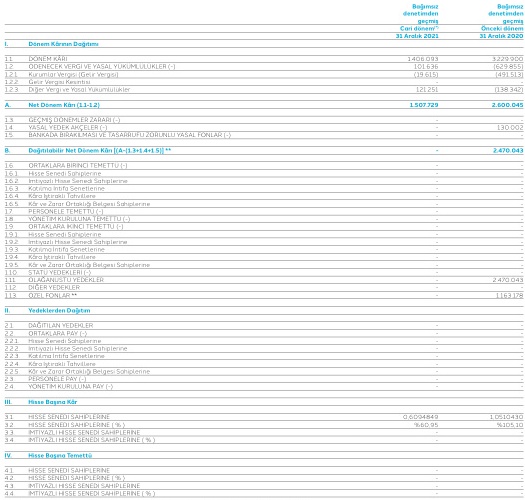 Bağımsız Bağımsız
denetimden denetimden
geçmiş geçmiş
Cari dönem(*) Önceki dönem
31 Aralık 2021 31 Aralık 2020
I. Dönem Kârının Dağıtımı
1.1 DÖNEM KÂRI 1.406.093 3.229.900
1.2. ÖDENECEK VERGİ VE YASAL YÜKÜMLÜLÜKLER (-) 101.636 (629.855)
1.2.1 Kurumlar Vergisi (Gelir Vergisi) (19.615) (491.513)
1.2.2 Gelir Vergisi Kesintisi - -
1.2.3 Diğer Vergi ve Yasal Yükümlülükler 121.251 (138.342)
A. Net Dönem Kârı (1.1-1.2) 1.507.729 2.600.045
1.3 GEÇMİŞ DÖNEMLER ZARARI (-) - -
1.4 YASAL YEDEK AKÇELER (-) - 130.002
1.5 BANKADA BIRAKILMASI VE TASARRUFU ZORUNLU YASAL FONLAR (-) - -
B. Dağıtılabilir Net Dönem Kârı [(A-(1.3+1.4+1.5)] ** - 2.470.043
1.6 ORTAKLARA BİRİNCİ TEMETTÜ (-) - -
1.6.1 Hisse Senedi Sahiplerine - -
1.6.2 İmtiyazlı Hisse Senedi Sahiplerine - -
1.6.3 Katılma İntifa Senetlerine - -
1.6.4 Kâra İştirakli Tahvillere - -
1.6.5. Kâr ve Zarar Ortaklığı Belgesi Sahiplerine - -
1.7. PERSONELE TEMETTÜ (-) - -
1.8. YÖNETİM KURULUNA TEMETTÜ (-) - -
1.9. ORTAKLARA İKİNCİ TEMETTÜ (-) - -
1.9.1 Hisse Senedi Sahiplerine - -
1.9.2 İmtiyazlı Hisse Senedi Sahiplerine - -
1.9.3 Katılma İntifa Senetlerine - -
1.9.4 Kâra İştirakli Tahvillere - -
1.9.5. Kâr ve Zarar Ortaklığı Belgesi Sahiplerine - -
1.10. STATÜ YEDEKLERİ (-) - -
1.11. OLAĞANÜSTÜ YEDEKLER - 2.470.043
1.12. DİĞER YEDEKLER - -
1.13. ÖZEL FONLAR ** - 1.163.178
II. Yedeklerden Dağıtım
2.1. DAĞITILAN YEDEKLER - -
2.2. ORTAKLARA PAY (-) - -
2.2.1 Hisse Senedi Sahiplerine - -
2.2.2. İmtiyazlı Hisse Senedi Sahiplerine - -
2.2.3. Katılma İntifa Senetlerine - -
2.2.4 Kâra İştirakli Tahvillere - -
2.2.5 Kâr ve Zarar Ortaklığı Belgesi Sahiplerine - -
2.3. PERSONELE PAY (-) - -
2.4 YÖNETİM KURULUNA PAY (-) - -
III. Hisse Başına Kâr
3.1. HİSSE SENEDİ SAHİPLERİNE 0,6094849 1,0510430
3.2 HİSSE SENEDİ SAHİPLERİNE ( % ) %60,95 %105,10
3.3 İMTİYAZLI HİSSE SENEDİ SAHİPLERİNE - -
3.4 İMTİYAZLI HİSSE SENEDİ SAHİPLERİNE ( % ) - -
IV. Hisse Başına Temettü
4.1. HİSSE SENEDİ SAHİPLERİNE - -
4.2 HİSSE SENEDİ SAHİPLERİNE ( % ) - -
4.3. İMTİYAZLI HİSSE SENEDİ SAHİPLERİNE - -
4.4. İMTİYAZLI HİSSE SENEDİ SAHİPLERİNE ( % ) - -